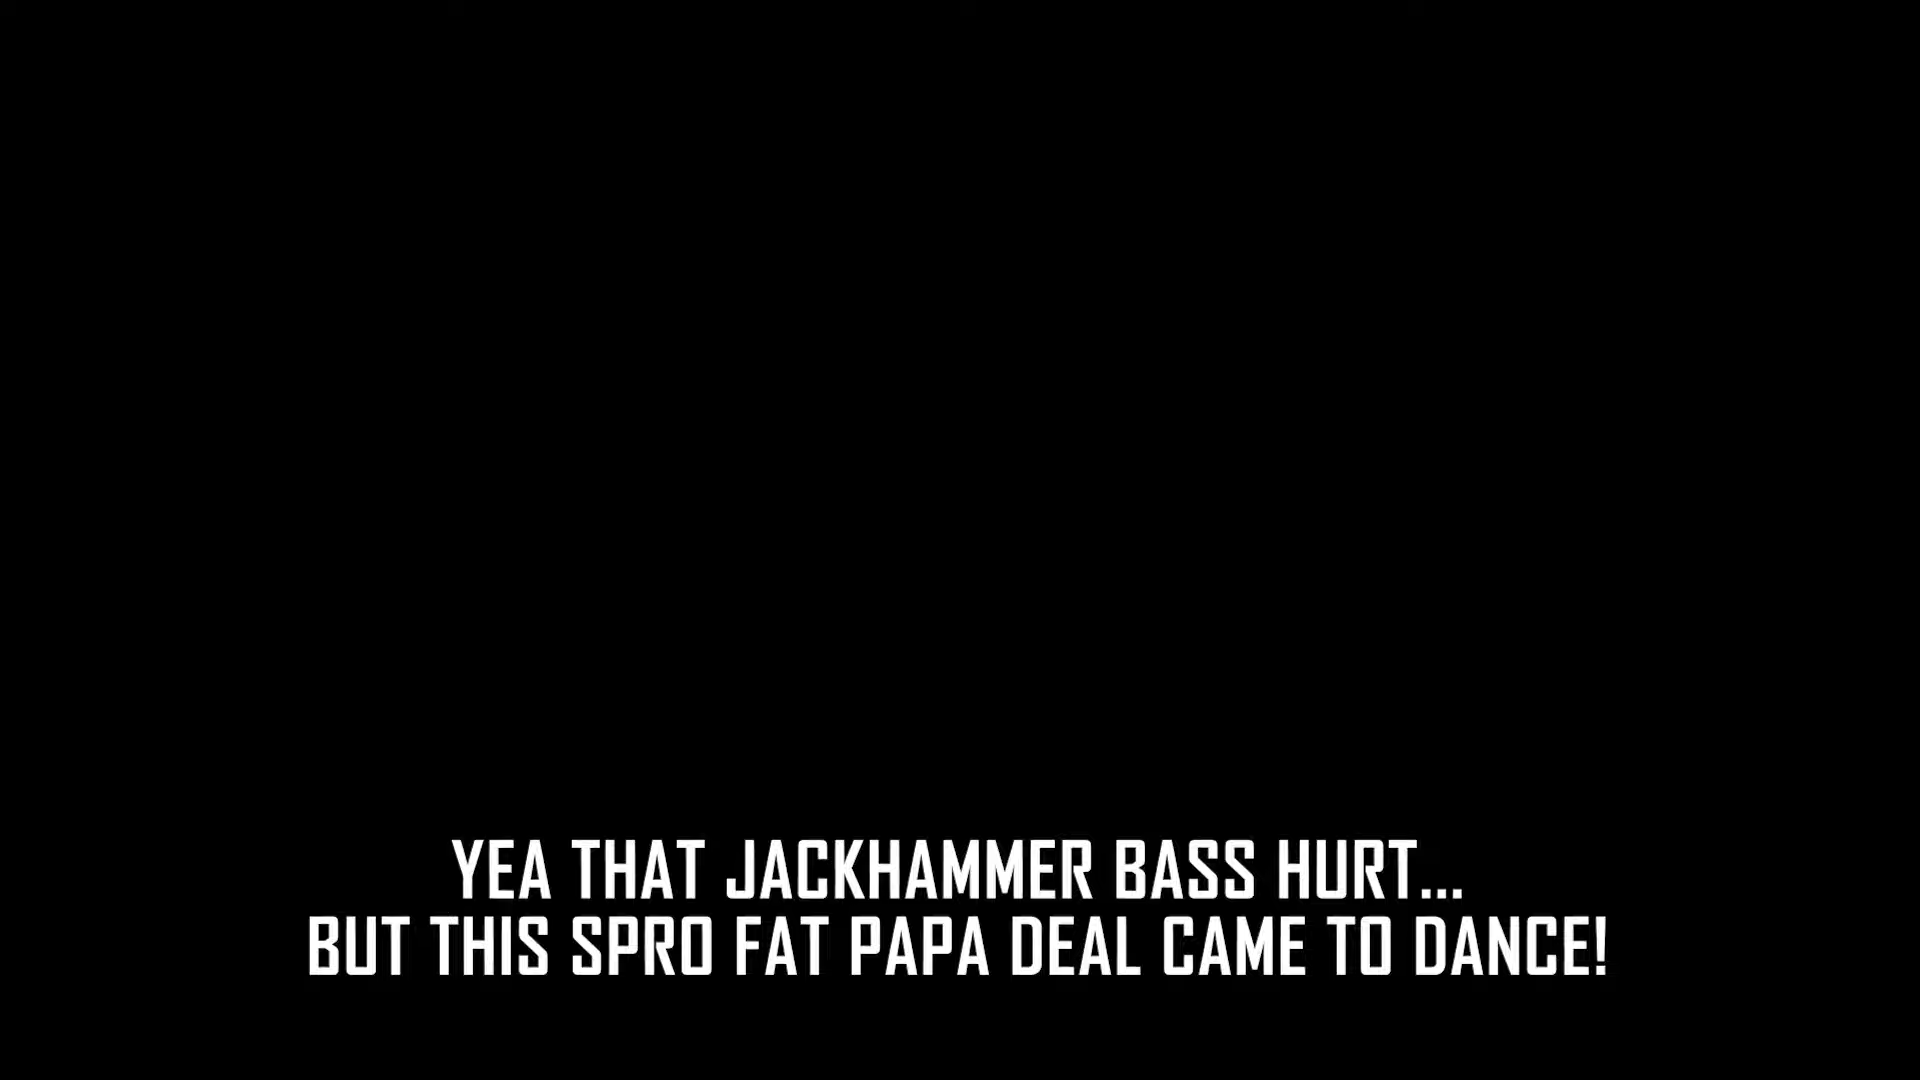 YEA THAT JACKHAMMER BASS HURT...
BUT THIS SPRO FAT PAPA DEAL CAME TO DANCE!